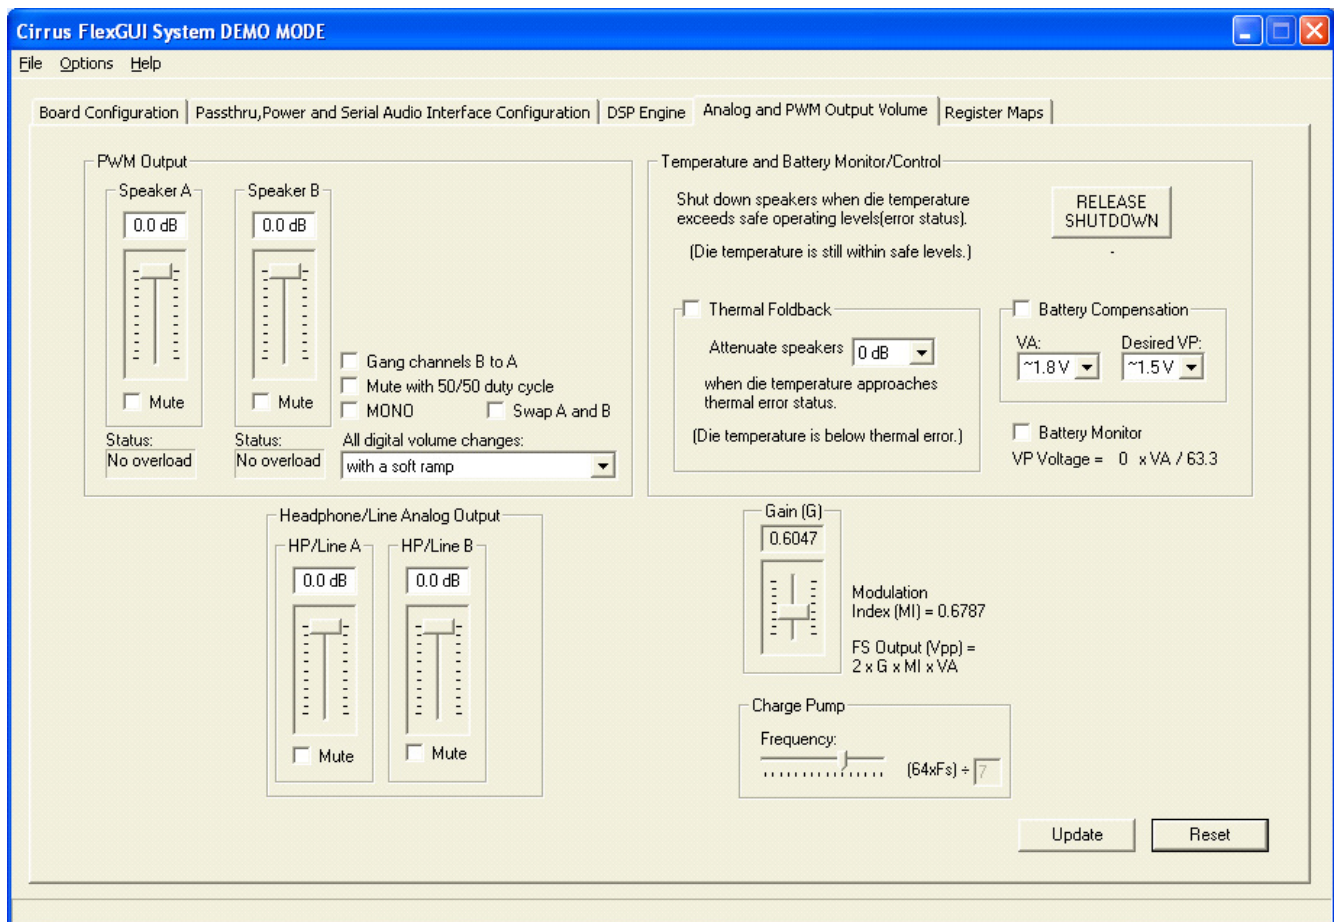 Cirrus FlexGUI System DEMO MODE
File Options Help
Board Configuration
Passthru,Power and Serial Audio Interface Configuration
DSP Engine
Analog and PWM Output Volume
Register Maps
PWM Output
Speaker A
0.0 dB
Mute
Status:
No overload
Speaker B
0.0 dB
Mute
Status:
No overload
Gang channels B to A
Mute with 50/50 duty cycle
MONO
Swap A and B
All digital volume changes:
with a soft ramp
Temperature and Battery Monitor/Control
Shut down speakers when die temperature
exceeds safe operating levels(error status).
(Die temperature is still within safe levels.)
RELEASE
SHUTDOWN
-
Thermal Foldback
Attenuate speakers 0 dB
when die temperature approaches
thermal error status.
(Die temperature is below thermal error.)
Battery Compensation
VA:
~1.8 V
Desired VP:
~1.5 V
Battery Monitor
VP Voltage = 0 x VA / 63.3
Headphone/Line Analog Output
HP/Line A
0.0 dB
Mute
HP/Line B
0.0 dB
Mute
Gain (G)
0.6047
Modulation
Index (MI) = 0.6787
FS Output (Vpp) =
2 x G x MI x VA
Charge Pump
Frequency:
(64xFs) ÷ 7
Update
Reset